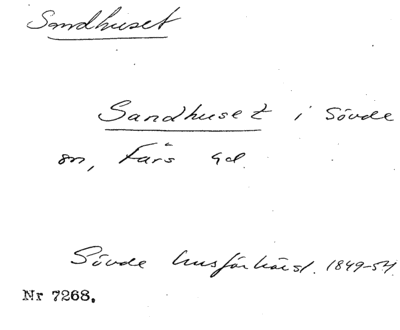 Sandhuset
Sandhuset i Sövde
sn, Färs hd.
Sövde husförhörsl. 1849-54.
Nr 7268.